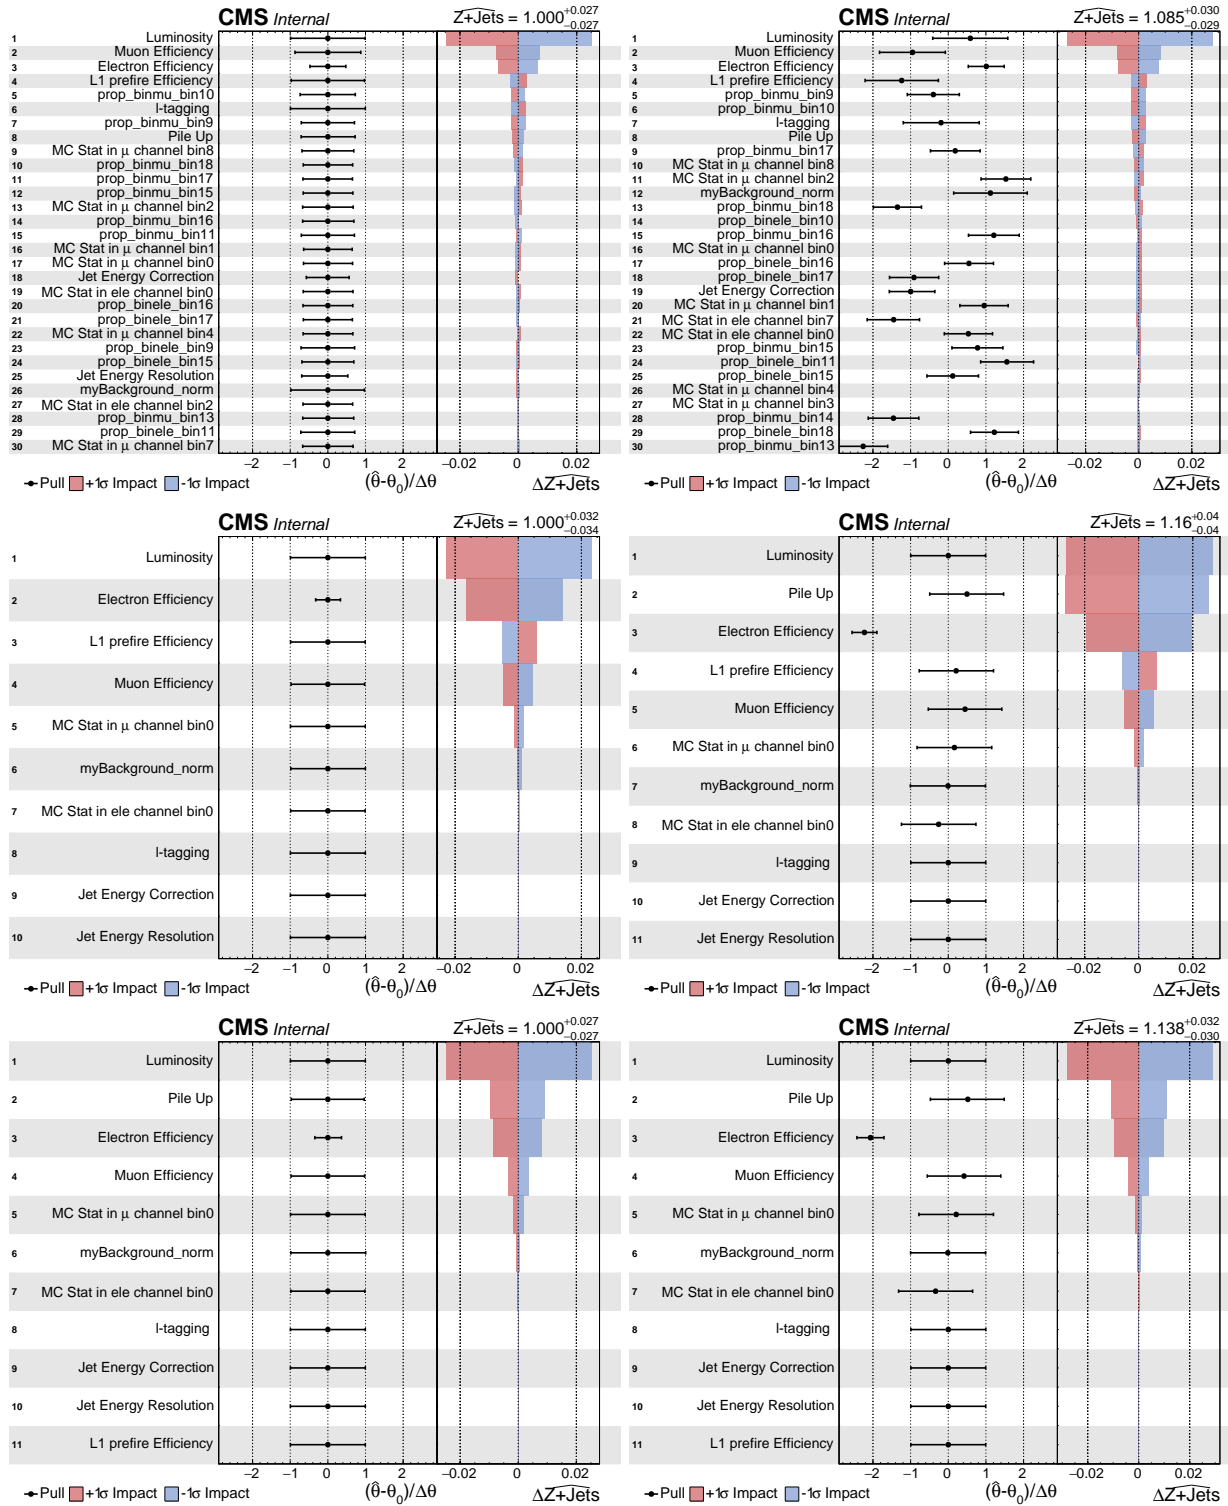 CMS Internal Z+Jets = 1.000 +0.027 −0.027
1 Luminosity
2 Muon Efficiency
3 Electron Efficiency
4 L1 prefire Efficiency
5 prop_binmu_bin10
6 l-tagging
7 prop_binmu_bin9
8 Pile Up
9 MC Stat in μ channel bin8
10 prop_binmu_bin18
11 prop_binmu_bin17
12 prop_binmu_bin15
13 MC Stat in μ channel bin2
14 prop_binmu_bin16
15 prop_binmu_bin11
16 MC Stat in μ channel bin1
17 MC Stat in μ channel bin0
18 Jet Energy Correction
19 MC Stat in ele channel bin0
20 prop_binele_bin16
21 prop_binele_bin17
22 MC Stat in μ channel bin4
23 prop_binele_bin9
24 prop_binele_bin15
25 Jet Energy Resolution
26 myBackground_norm
27 MC Stat in ele channel bin2
28 prop_binmu_bin13
29 prop_binele_bin11
30 MC Stat in μ channel bin7
−2 −1 0 1 2 −0.02 0 0.02
Pull +1σ Impact -1σ Impact (θ̂-θ0)/Δθ ΔZ+Jets
CMS Internal Z+Jets = 1.085 +0.030 −0.029
1 Luminosity
2 Muon Efficiency
3 Electron Efficiency
4 L1 prefire Efficiency
5 prop_binmu_bin9
6 prop_binmu_bin10
7 l-tagging
8 Pile Up
9 prop_binmu_bin17
10 MC Stat in μ channel bin8
11 MC Stat in μ channel bin2
12 myBackground_norm
13 prop_binmu_bin18
14 prop_binele_bin10
15 prop_binmu_bin16
16 MC Stat in μ channel bin0
17 prop_binele_bin16
18 prop_binele_bin17
19 Jet Energy Correction
20 MC Stat in μ channel bin1
21 MC Stat in ele channel bin7
22 MC Stat in ele channel bin0
23 prop_binmu_bin15
24 prop_binele_bin11
25 prop_binele_bin15
26 MC Stat in μ channel bin4
27 MC Stat in μ channel bin3
28 prop_binmu_bin14
29 prop_binele_bin18
30 prop_binmu_bin13
−2 −1 0 1 2 −0.02 0 0.02
Pull +1σ Impact -1σ Impact (θ̂-θ0)/Δθ ΔZ+Jets
CMS Internal Z+Jets = 1.000 +0.032 −0.034
1 Luminosity
2 Electron Efficiency
3 L1 prefire Efficiency
4 Muon Efficiency
5 MC Stat in μ channel bin0
6 myBackground_norm
7 MC Stat in ele channel bin0
8 l-tagging
9 Jet Energy Correction
10 Jet Energy Resolution
−2 −1 0 1 2 −0.02 0 0.02
Pull +1σ Impact -1σ Impact (θ̂-θ0)/Δθ ΔZ+Jets
CMS Internal Z+Jets = 1.16 +0.04 −0.04
1 Luminosity
2 Pile Up
3 Electron Efficiency
4 L1 prefire Efficiency
5 Muon Efficiency
6 MC Stat in μ channel bin0
7 myBackground_norm
8 MC Stat in ele channel bin0
9 l-tagging
10 Jet Energy Correction
11 Jet Energy Resolution
−2 −1 0 1 2 −0.02 0 0.02
Pull +1σ Impact -1σ Impact (θ̂-θ0)/Δθ ΔZ+Jets
CMS Internal Z+Jets = 1.000 +0.027 −0.027
1 Luminosity
2 Pile Up
3 Electron Efficiency
4 Muon Efficiency
5 MC Stat in μ channel bin0
6 myBackground_norm
7 MC Stat in ele channel bin0
8 l-tagging
9 Jet Energy Correction
10 Jet Energy Resolution
11 L1 prefire Efficiency
−2 −1 0 1 2 −0.02 0 0.02
Pull +1σ Impact -1σ Impact (θ̂-θ0)/Δθ ΔZ+Jets
CMS Internal Z+Jets = 1.138 +0.032 −0.030
1 Luminosity
2 Pile Up
3 Electron Efficiency
4 Muon Efficiency
5 MC Stat in μ channel bin0
6 myBackground_norm
7 MC Stat in ele channel bin0
8 l-tagging
9 Jet Energy Correction
10 Jet Energy Resolution
11 L1 prefire Efficiency
−2 −1 0 1 2 −0.02 0 0.02
Pull +1σ Impact -1σ Impact (θ̂-θ0)/Δθ ΔZ+Jets